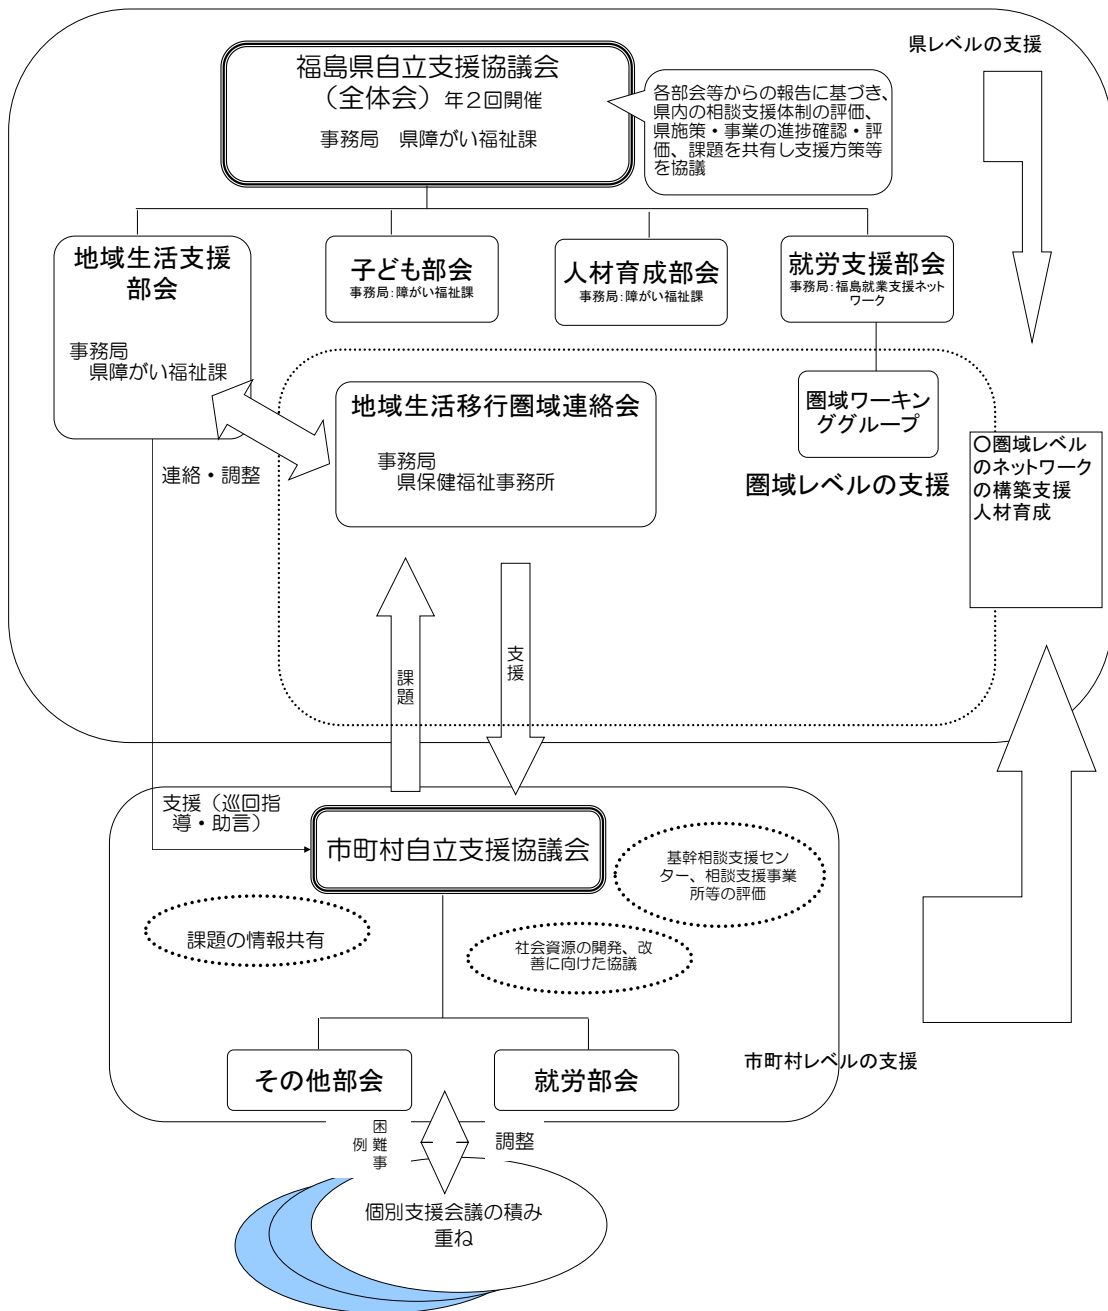 県レベルの支援
福島県自立支援協議会
（全体会）年２回開催
事務局　県障がい福祉課
各部会等からの報告に基づき、
県内の相談支援体制の評価、
県施策・事業の進捗確認・評
価、課題を共有し支援方策等
を協議
地域生活支援
部会
事務局
県障がい福祉課
子ども部会
事務局：障がい福祉課
人材育成部会
事務局：障がい福祉課
就労支援部会
事務局：福島就業支援ネット
ワーク
地域生活移行圏域連絡会
事務局
県保健福祉事務所
圏域ワーキン
ググループ
連絡・調整
圏域レベルの支援
〇圏域レベル
のネットワーク
の構築支援
人材育成
課題
支援
支援（巡回指
導・助言）
市町村自立支援協議会
基幹相談支援セン
ター、相談支援事業
所等の評価
課題の情報共有
社会資源の開発、改
善に向けた協議
市町村レベルの支援
その他部会
就労部会
困難事
例
調整
個別支援会議の積み
重ね